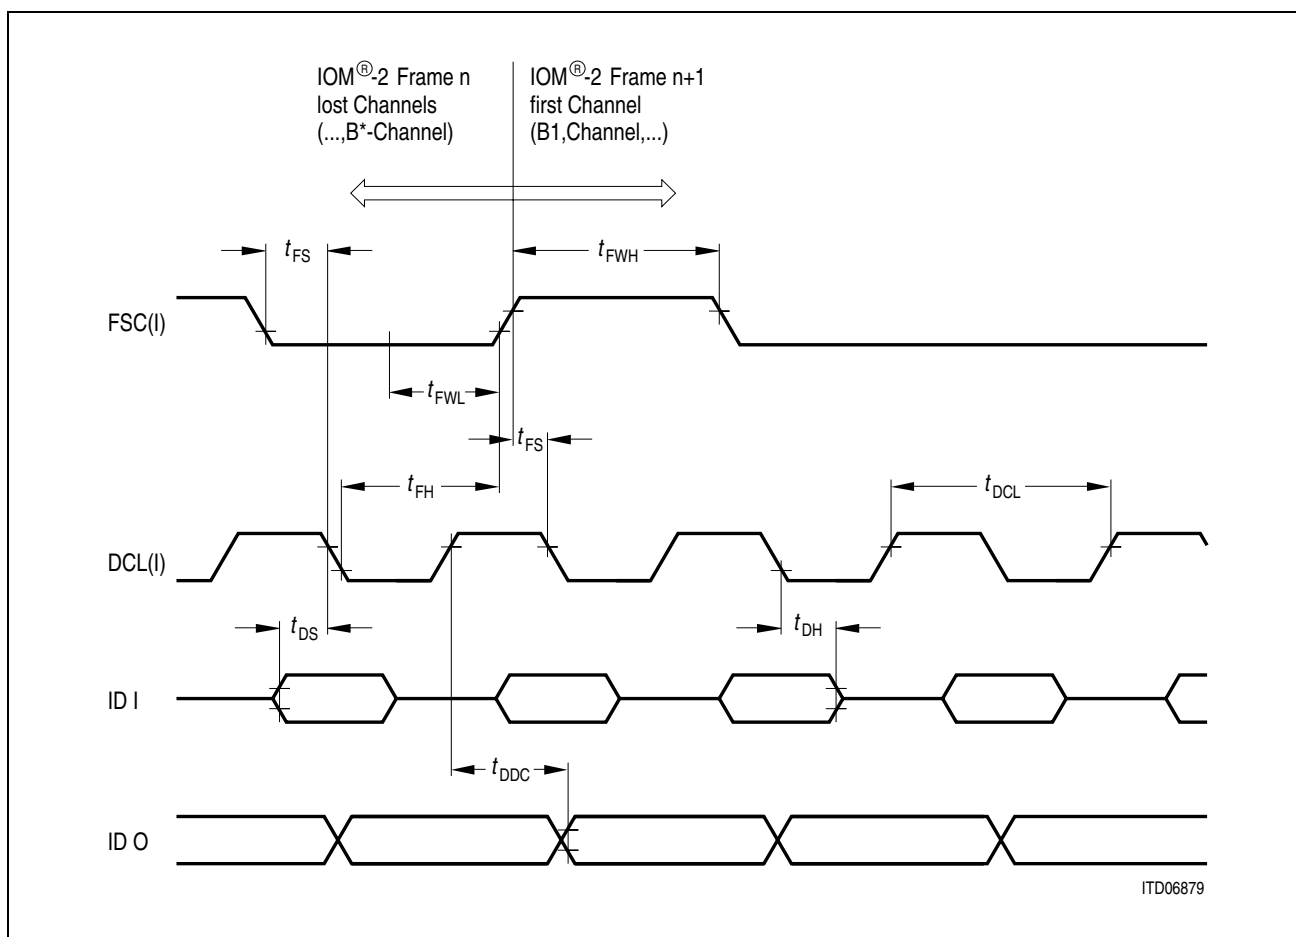 IOM®-2 Frame n
lost Channels
(...,B*-Channel)
IOM®-2 Frame n+1
first Channel
(B1,Channel,...)
tFS
tFWH
FSC(I)
tFWL
tFS
tFH
tDCL
DCL(I)
tDS
tDH
ID I
tDDC
ID O
ITD06879